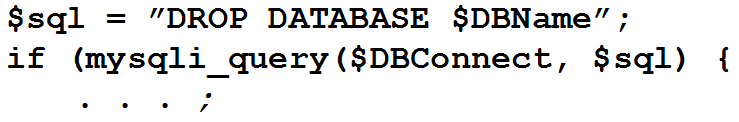 $sql = ″DROP DATABASE $DBName″;
if (mysqli_query($DBConnect, $sql) {
. . . ;